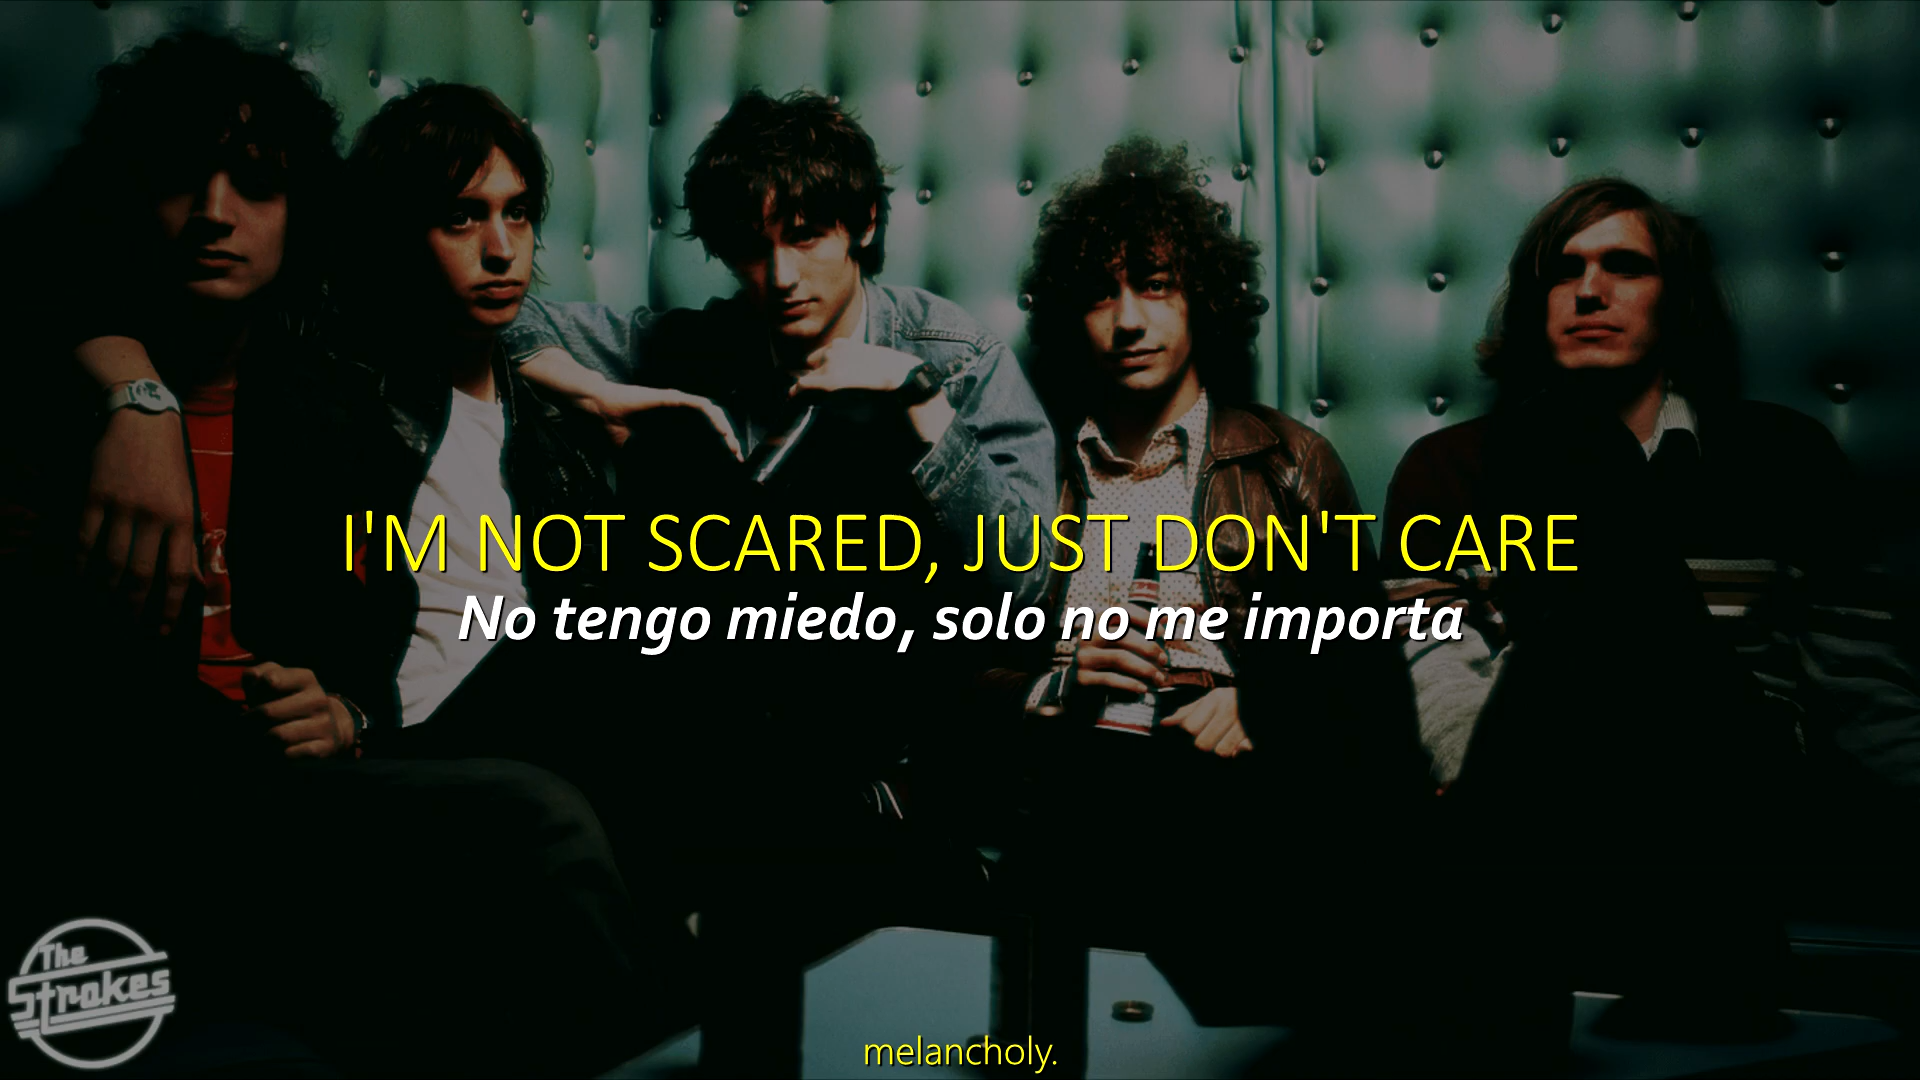 I'M NOT SCARED, JUST DON'T CARE
No tengo miedo, solo no me importa
The
Strokes
melancholy.